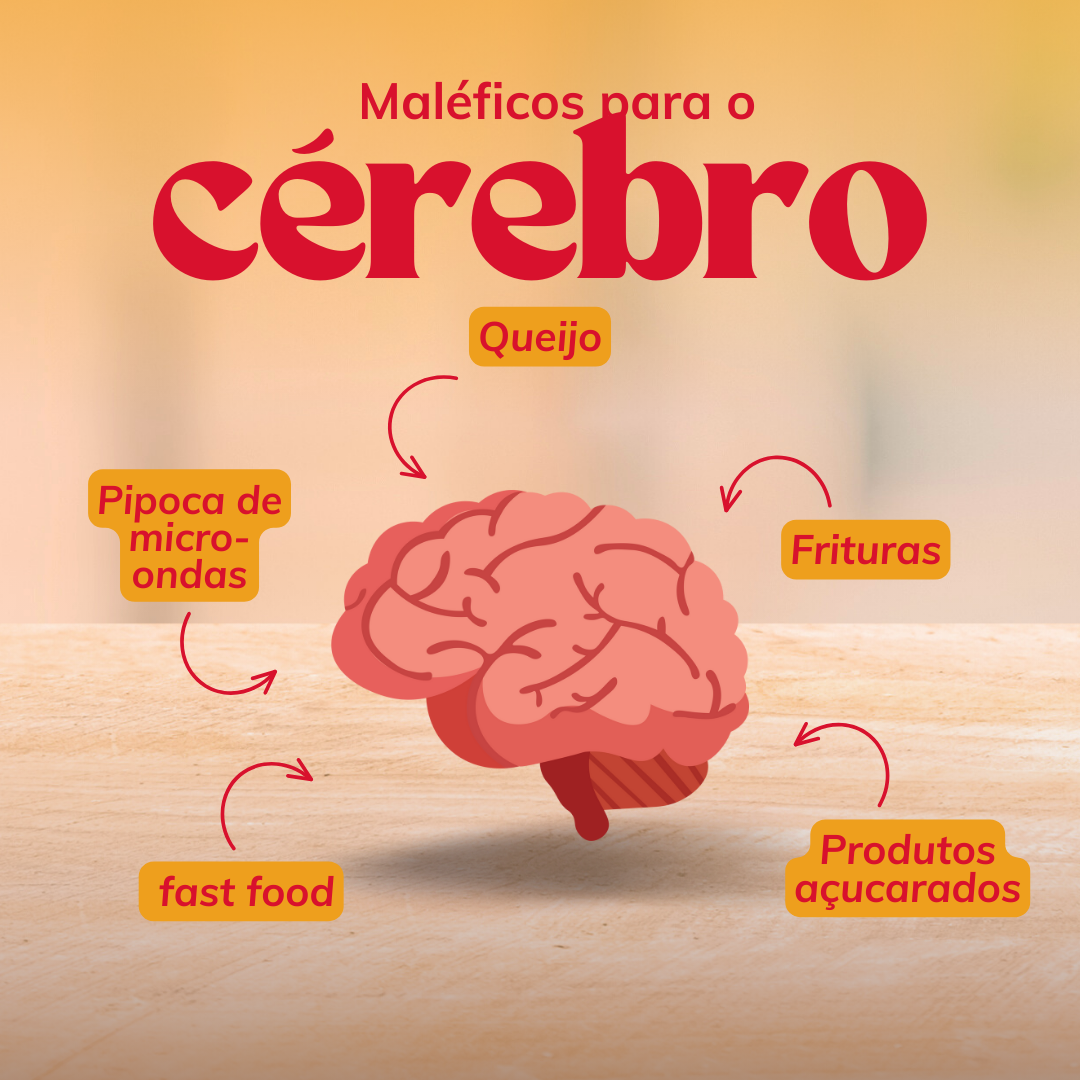 Maléficos para o
cérebro
Queijo
Pipoca de
micro-
ondas
Frituras
fast food
Produtos
açucarados